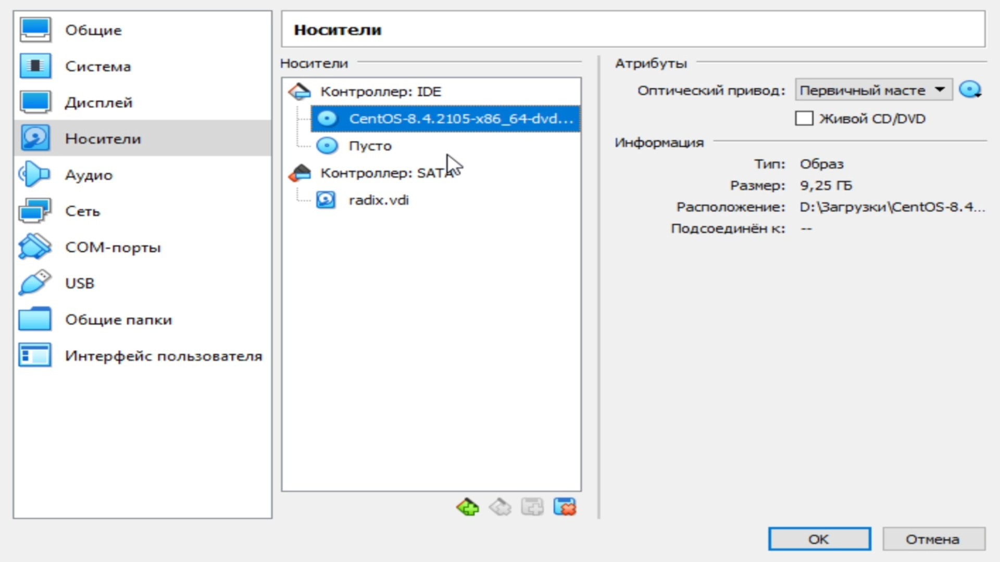 Общие
Система
Дисплей
Носители
Аудио
Сеть
COM-порты
USB
Общие папки
Интерфейс пользователя
Носители
Носители
Контроллер: IDE
CentOS-8.4.2105-x86_64-dvd...
Пусто
Контроллер: SATA
radix.vdi
Атрибуты
Оптический привод: Первичный масте
Живой CD/DVD
Информация
Тип: Образ
Размер: 9,25 ГБ
Расположение: D:\Загрузки\CentOS-8.4...
Подсоединён к: --
OK Отмена